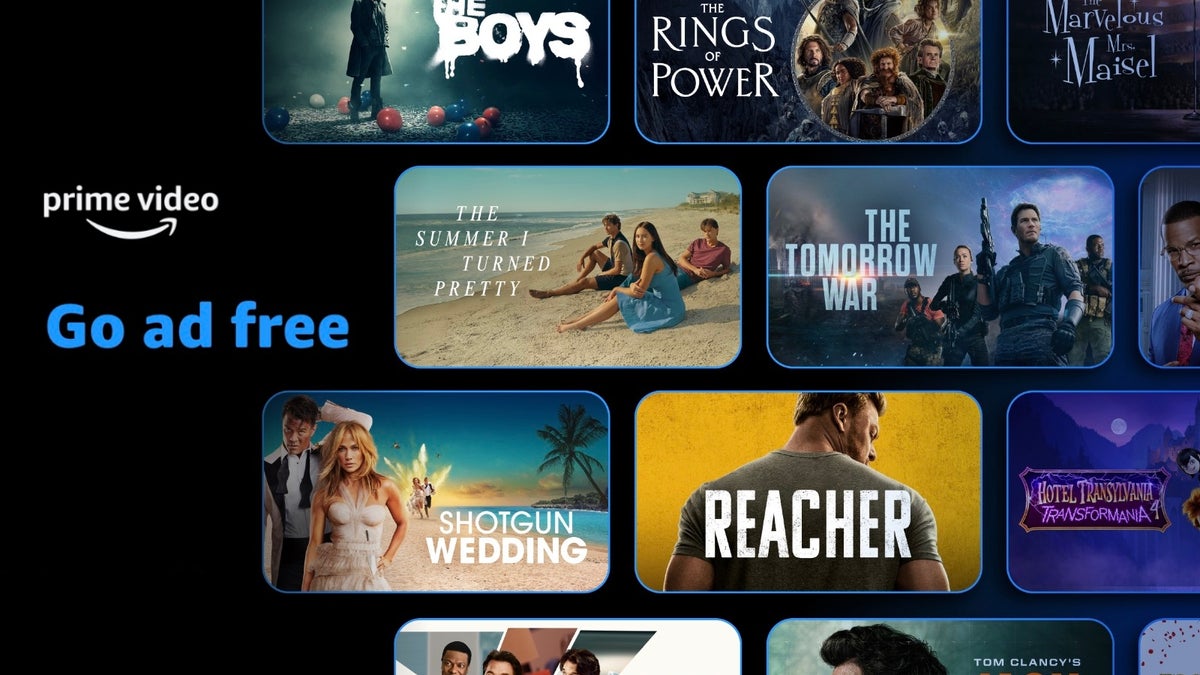 THE
BOYS
THE
RINGS
OF
POWER
The
Marvelous
Mrs.
Maisel
prime video
Go ad free
THE
SUMMER I
TURNED
PRETTY
THE
TOMORROW
WAR
SHOTGUN
WEDDING
REACHER
HOTEL TRANSYLVANIA
TRANSFORMANIA 4
TOM CLANCY'S